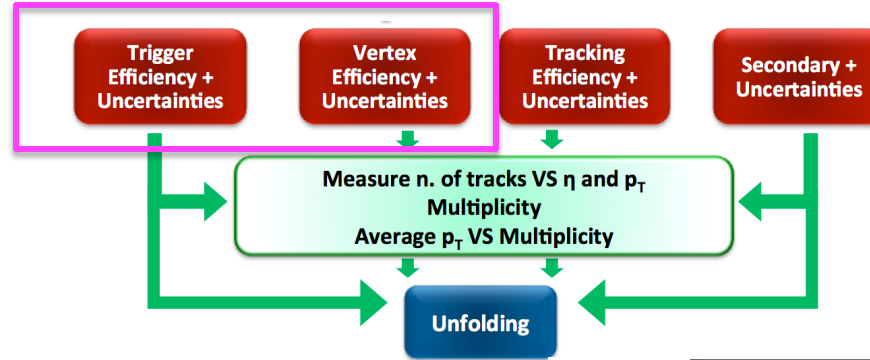 Trigger
Efficiency +
Uncertainties
Vertex
Efficiency +
Uncertainties
Tracking
Efficiency +
Uncertainties
Secondary +
Uncertainties
Measure n. of tracks VS η and pT
Multiplicity
Average pT VS Multiplicity
Unfolding